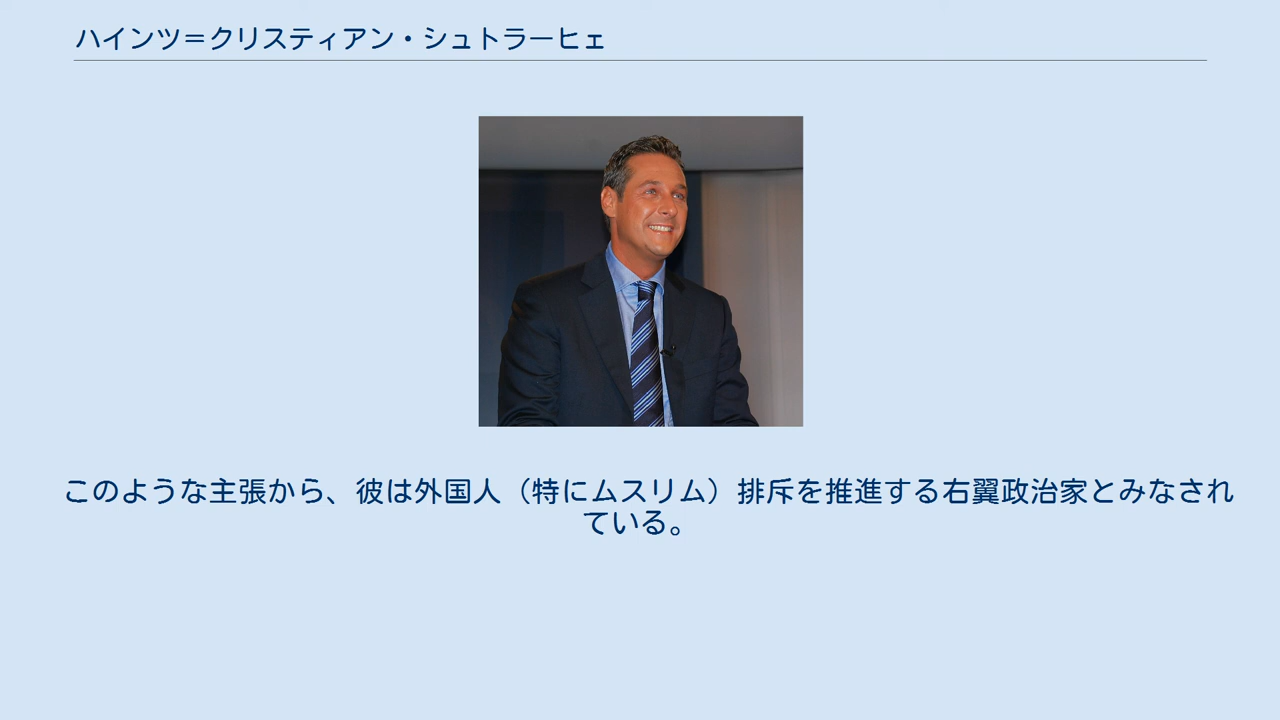 ハインツ＝クリスティアン・シュトラーヒェ
このような主張から、彼は外国人（特にムスリム）排斥を推進する右翼政治家とみなされ
ている。